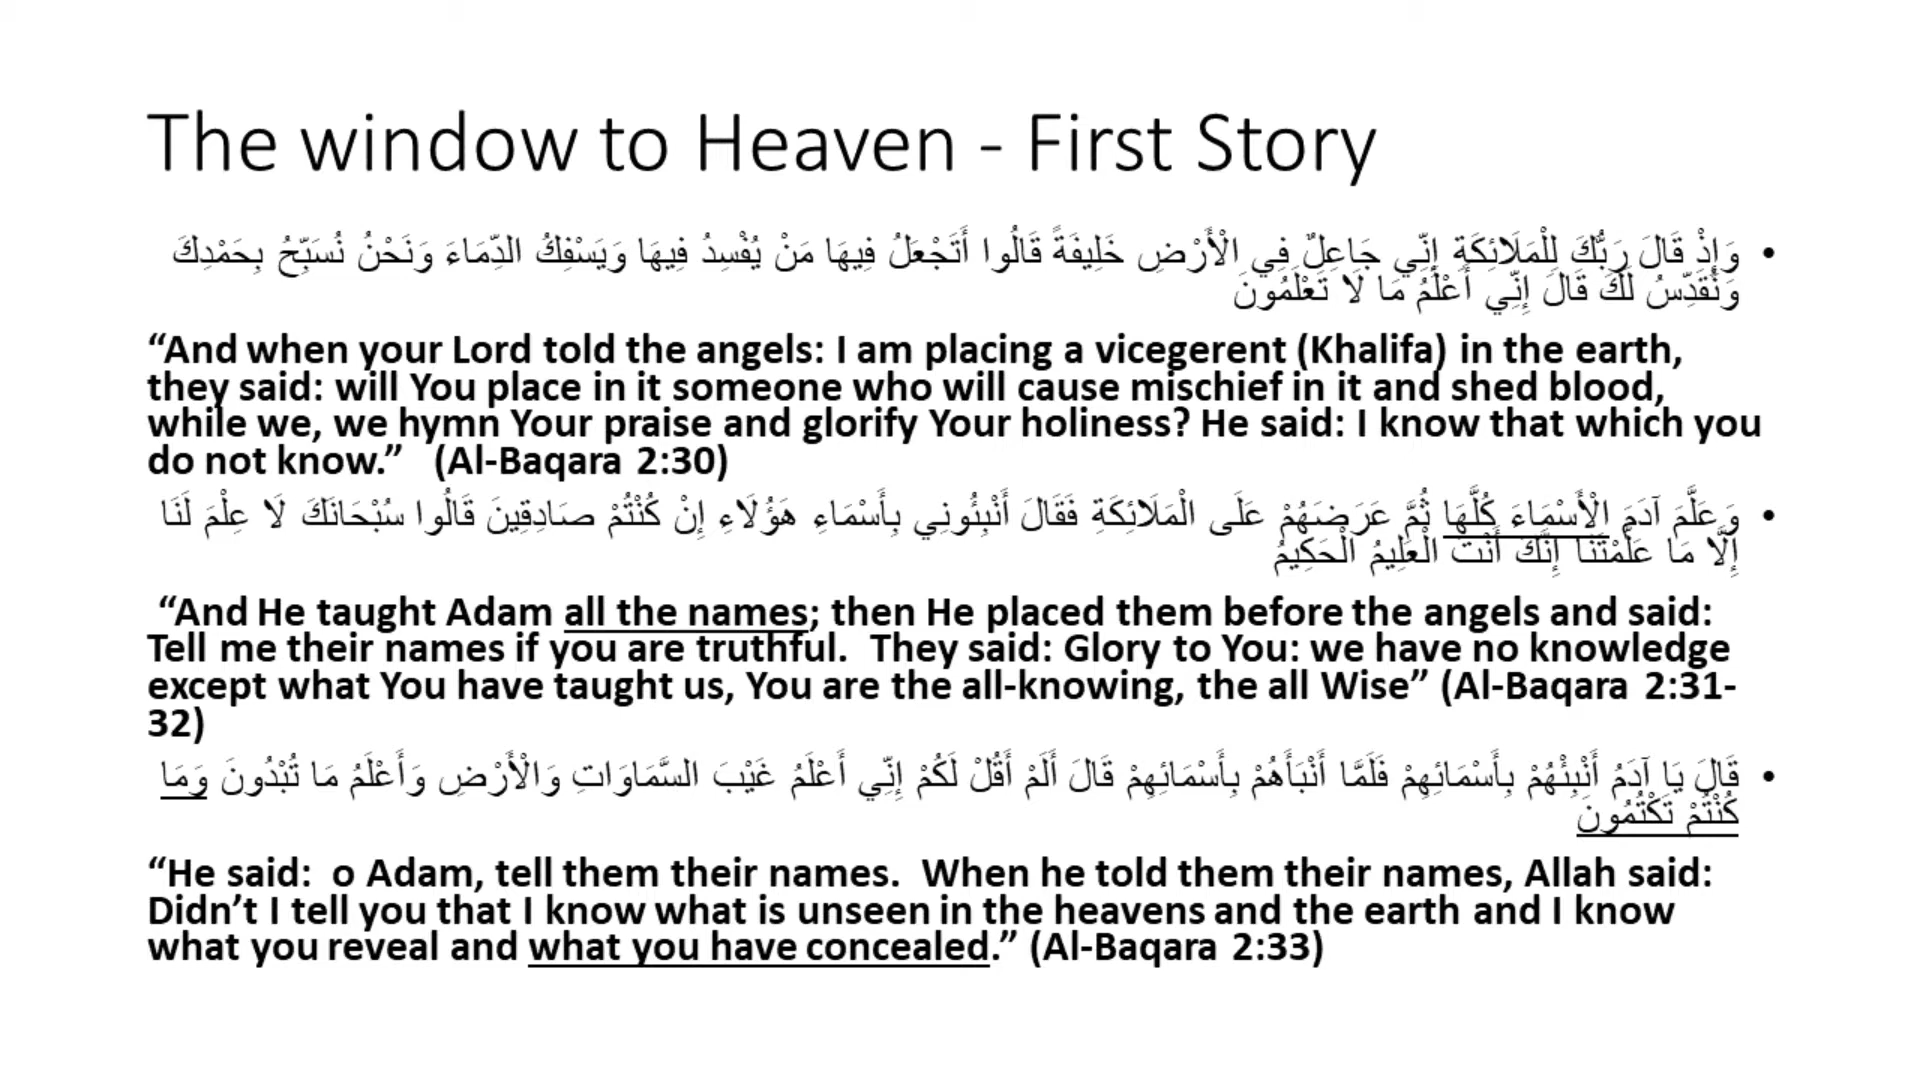 The window to Heaven - First Story
• وَإِذْ قَالَ رَبُّكَ لِلْمَلَائِكَةِ إِنِّي جَاعِلٌ فِي الْأَرْضِ خَلِيفَةً قَالُوا أَتَجْعَلُ فِيهَا مَنْ يُفْسِدُ فِيهَا وَيَسْفِكُ الدِّمَاءَ وَنَحْنُ نُسَبِّحُ بِحَمْدِكَ
وَنُقَدِّسُ لَكَ قَالَ إِنِّي أَعْلَمُ مَا لَا تَعْلَمُونَ
“And when your Lord told the angels: I am placing a vicegerent (Khalifa) in the earth,
they said: will You place in it someone who will cause mischief in it and shed blood,
while we, we hymn Your praise and glorify Your holiness? He said: I know that which you
do not know.” (Al-Baqara 2:30)
• وَعَلَّمَ آدَمَ الْأَسْمَاءَ كُلَّهَا ثُمَّ عَرَضَهُمْ عَلَى الْمَلَائِكَةِ فَقَالَ أَنْبِئُونِي بِأَسْمَاءِ هَؤُلَاءِ إِنْ كُنْتُمْ صَادِقِينَ قَالُوا سُبْحَانَكَ لَا عِلْمَ لَنَا
إِلَّا مَا عَلَّمْتَنَا إِنَّكَ أَنْتَ الْعَلِيمُ الْحَكِيمُ
“And He taught Adam all the names; then He placed them before the angels and said:
Tell me their names if you are truthful. They said: Glory to You: we have no knowledge
except what You have taught us, You are the all-knowing, the all Wise” (Al-Baqara 2:31-
32)
• قَالَ يَا آدَمُ أَنْبِئْهُمْ بِأَسْمَائِهِمْ فَلَمَّا أَنْبَأَهُمْ بِأَسْمَائِهِمْ قَالَ أَلَمْ أَقُلْ لَكُمْ إِنِّي أَعْلَمُ غَيْبَ السَّمَاوَاتِ وَالْأَرْضِ وَأَعْلَمُ مَا تُبْدُونَ وَمَا
كُنْتُمْ تَكْتُمُونَ
“He said: o Adam, tell them their names. When he told them their names, Allah said:
Didn’t I tell you that I know what is unseen in the heavens and the earth and I know
what you reveal and what you have concealed.” (Al-Baqara 2:33)